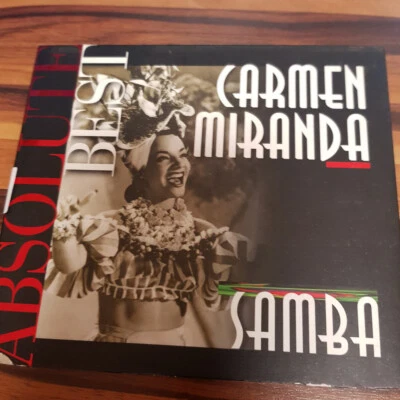 ABSOLUTE
BEST
CARMEN
MIRANDA
SAMBA